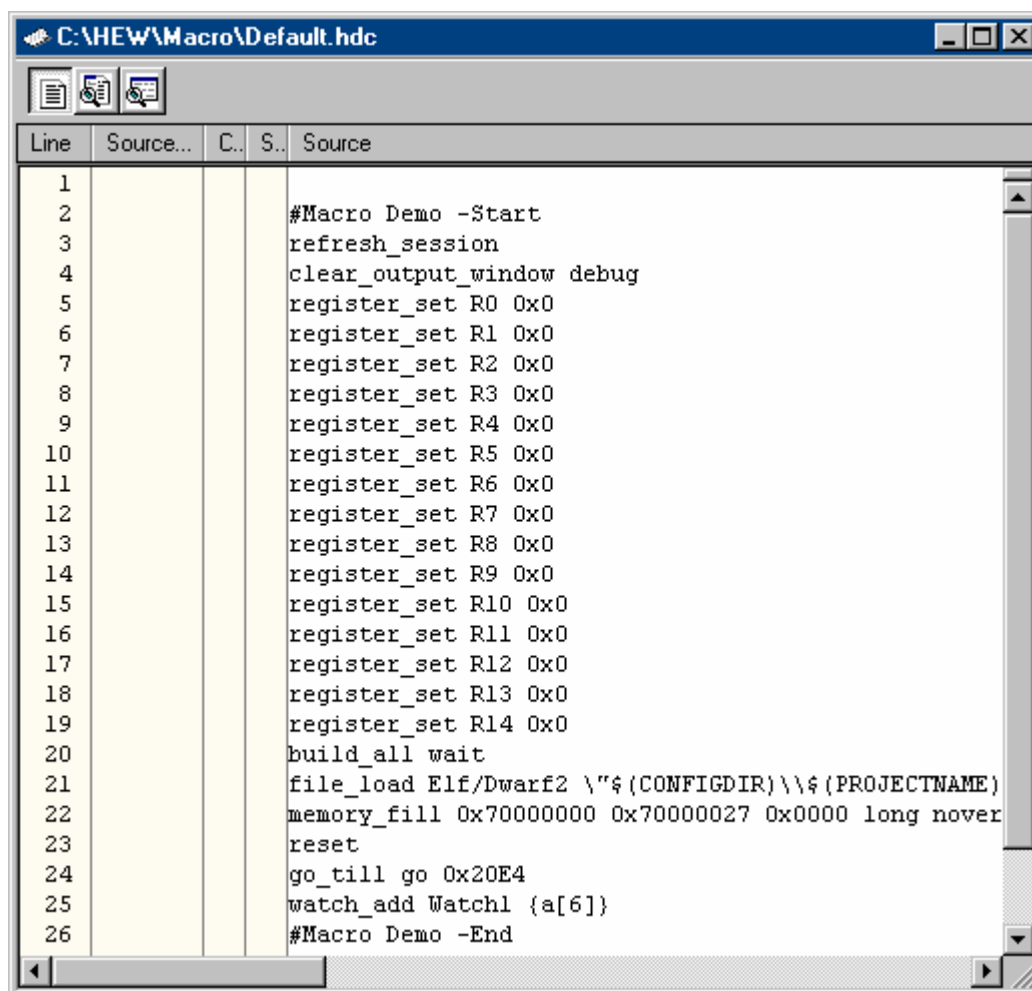 C:\HEW\Macro\Default.hdc
Line Source... C.. S.. Source
1
2 #Macro Demo -Start
3 refresh_session
4 clear_output_window debug
5 register_set R0 0x0
6 register_set R1 0x0
7 register_set R2 0x0
8 register_set R3 0x0
9 register_set R4 0x0
10 register_set R5 0x0
11 register_set R6 0x0
12 register_set R7 0x0
13 register_set R8 0x0
14 register_set R9 0x0
15 register_set R10 0x0
16 register_set R11 0x0
17 register_set R12 0x0
18 register_set R13 0x0
19 register_set R14 0x0
20 build_all wait
21 file_load Elf/Dwarf2 \"$(CONFIGDIR)\\$(PROJECTNAME)
22 memory_fill 0x70000000 0x70000027 0x0000 long nover
23 reset
24 go_till go 0x20E4
25 watch_add Watch1 {a[6]}
26 #Macro Demo -End